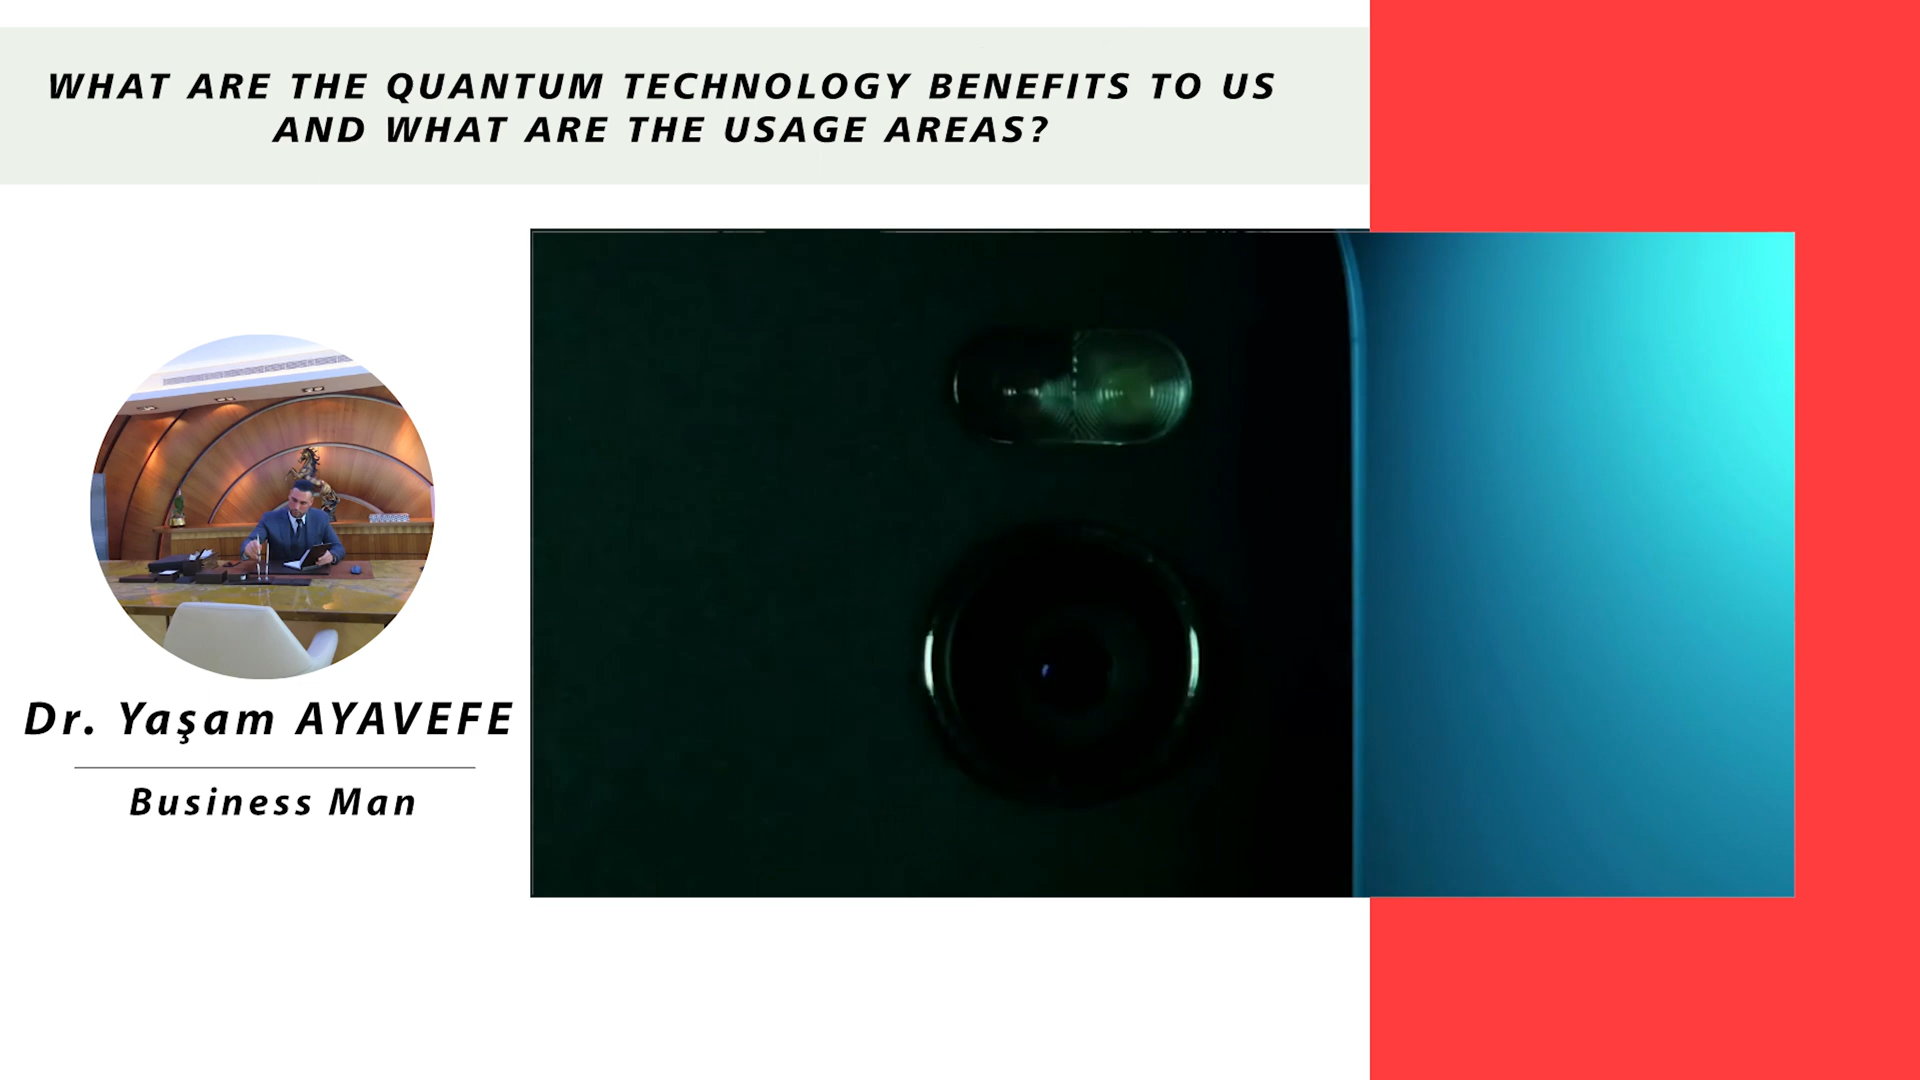 WHAT ARE THE QUANTUM TECHNOLOGY BENEFITS TO US
AND WHAT ARE THE USAGE AREAS?
Dr. Yaşam AYAVEFE
Business Man